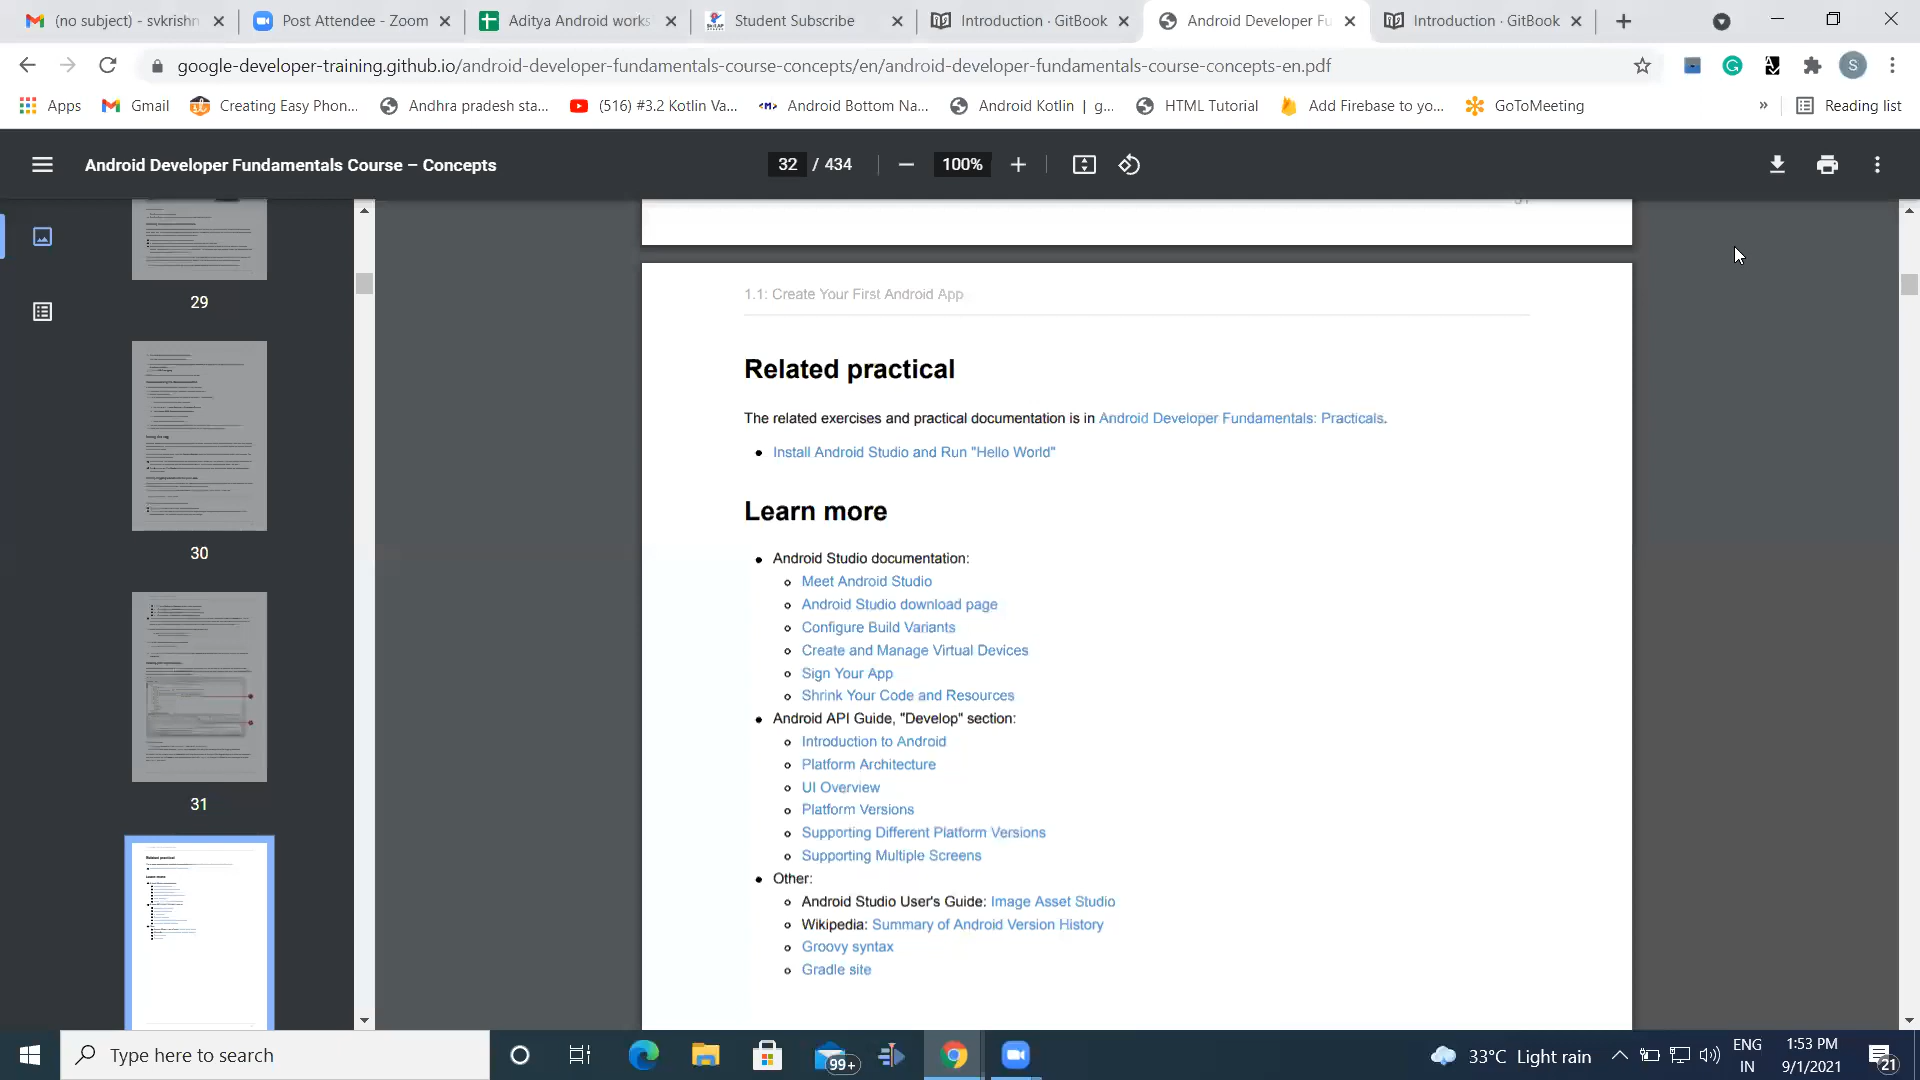 (no subject) - svkrishn
Post Attendee - Zoom
Aditya Android works
Student Subscribe
Introduction · GitBook
Android Developer Fu
Introduction · GitBook
google-developer-training.github.io/android-developer-fundamentals-course-concepts/en/android-developer-fundamentals-course-concepts-en.pdf
S
Apps
Gmail
Creating Easy Phon...
Andhra pradesh sta...
(516) #3.2 Kotlin Va...
Android Bottom Na...
Android Kotlin | g...
HTML Tutorial
Add Firebase to yo...
GoToMeeting
»
Reading list
Android Developer Fundamentals Course – Concepts
32 / 434
100%
29
30
31
1.1: Create Your First Android App
Related practical
The related exercises and practical documentation is in Android Developer Fundamentals: Practicals.
Install Android Studio and Run "Hello World"
Learn more
Android Studio documentation:
Meet Android Studio
Android Studio download page
Configure Build Variants
Create and Manage Virtual Devices
Sign Your App
Shrink Your Code and Resources
Android API Guide, "Develop" section:
Introduction to Android
Platform Architecture
UI Overview
Platform Versions
Supporting Different Platform Versions
Supporting Multiple Screens
Other:
Android Studio User's Guide: Image Asset Studio
Wikipedia: Summary of Android Version History
Groovy syntax
Gradle site
Type here to search
99+
33°C Light rain
ENG
IN
1:53 PM
9/1/2021
21